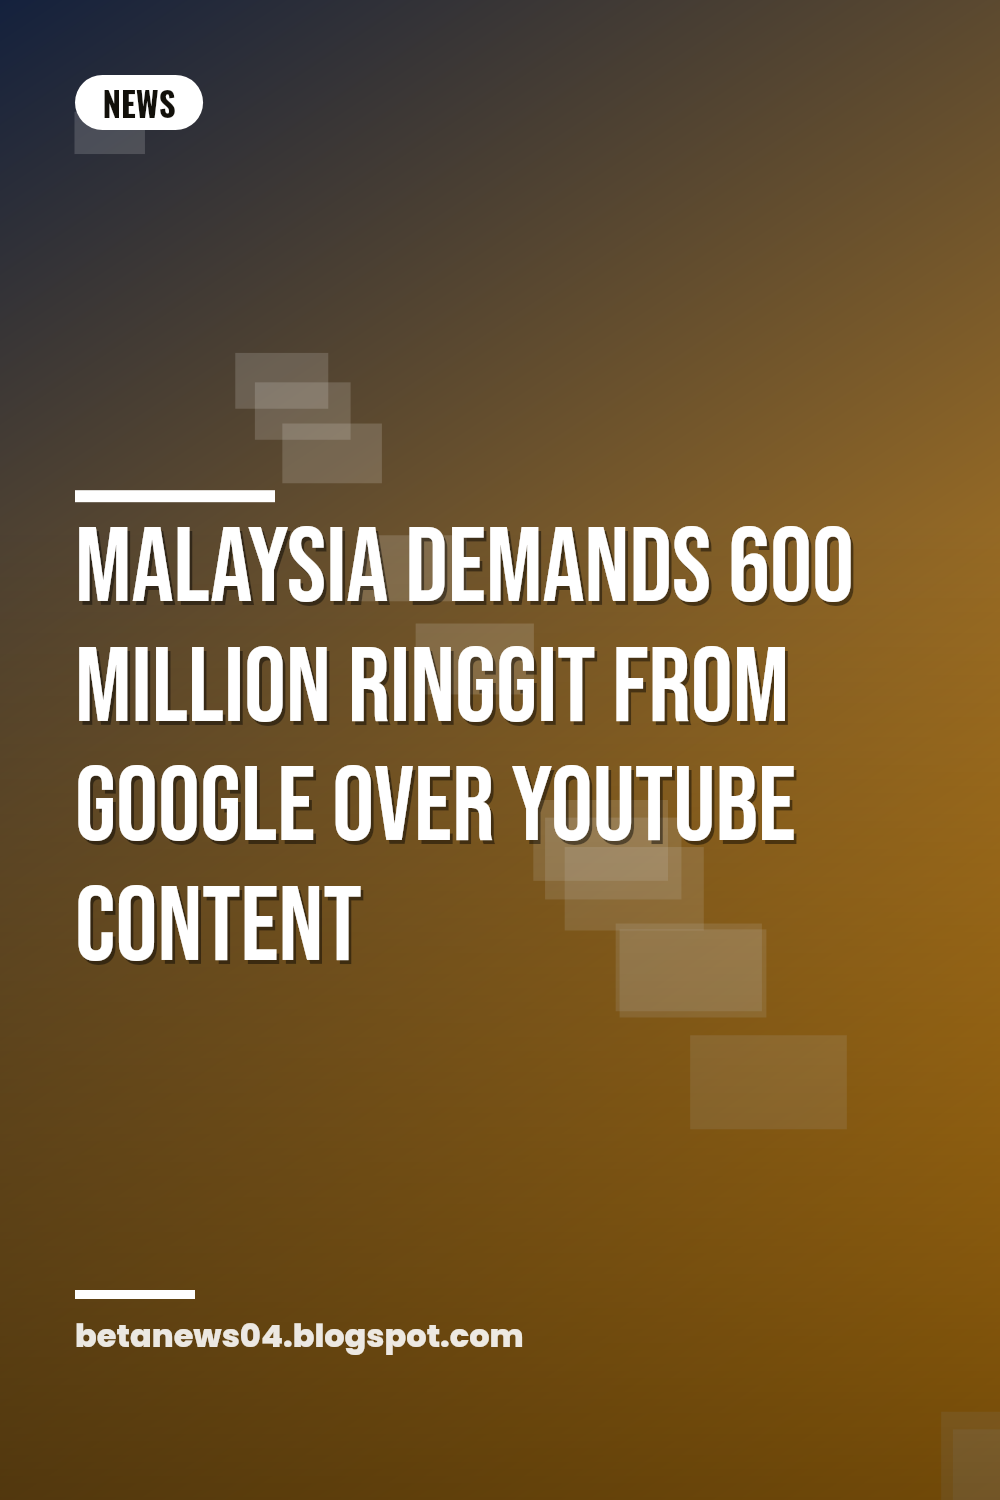 NEWS
MALAYSIA DEMANDS 600
MILLION RINGGIT FROM
GOOGLE OVER YOUTUBE
CONTENT
betanews04.blogspot.com